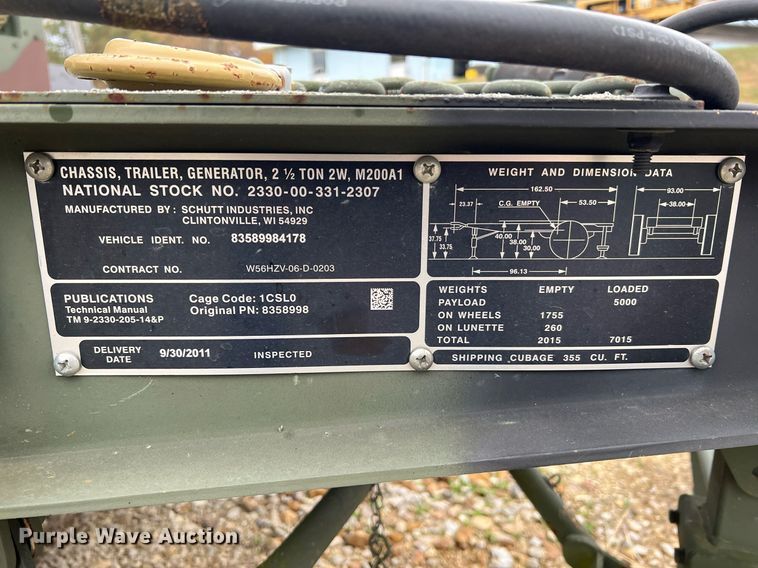 CHASSIS, TRAILER, GENERATOR, 2 ½ TON 2W, M200A1
NATIONAL STOCK NO. 2330-00-331-2307
MANUFACTURED BY: SCHUTT INDUSTRIES, INC
CLINTONVILLE, WI 54929
VEHICLE IDENT. NO. 83589984178
CONTRACT NO. W56HZV-06-D-0203
PUBLICATIONS
Technical Manual
TM 9-2330-205-14&P
Cage Code: 1CSL0
Original PN: 8358998
DELIVERY
DATE
9/30/2011 INSPECTED
WEIGHT AND DIMENSION DATA
162.50
23.37
C.G. EMPTY
53.50
93.00
38.00
37.75
33.75
40.00
38.00
30.00
96.13
WEIGHTS EMPTY LOADED
PAYLOAD 5000
ON WHEELS 1755
ON LUNETTE 260
TOTAL 2015 7015
SHIPPING CUBAGE 355 CU. FT.
Purple Wave Auction